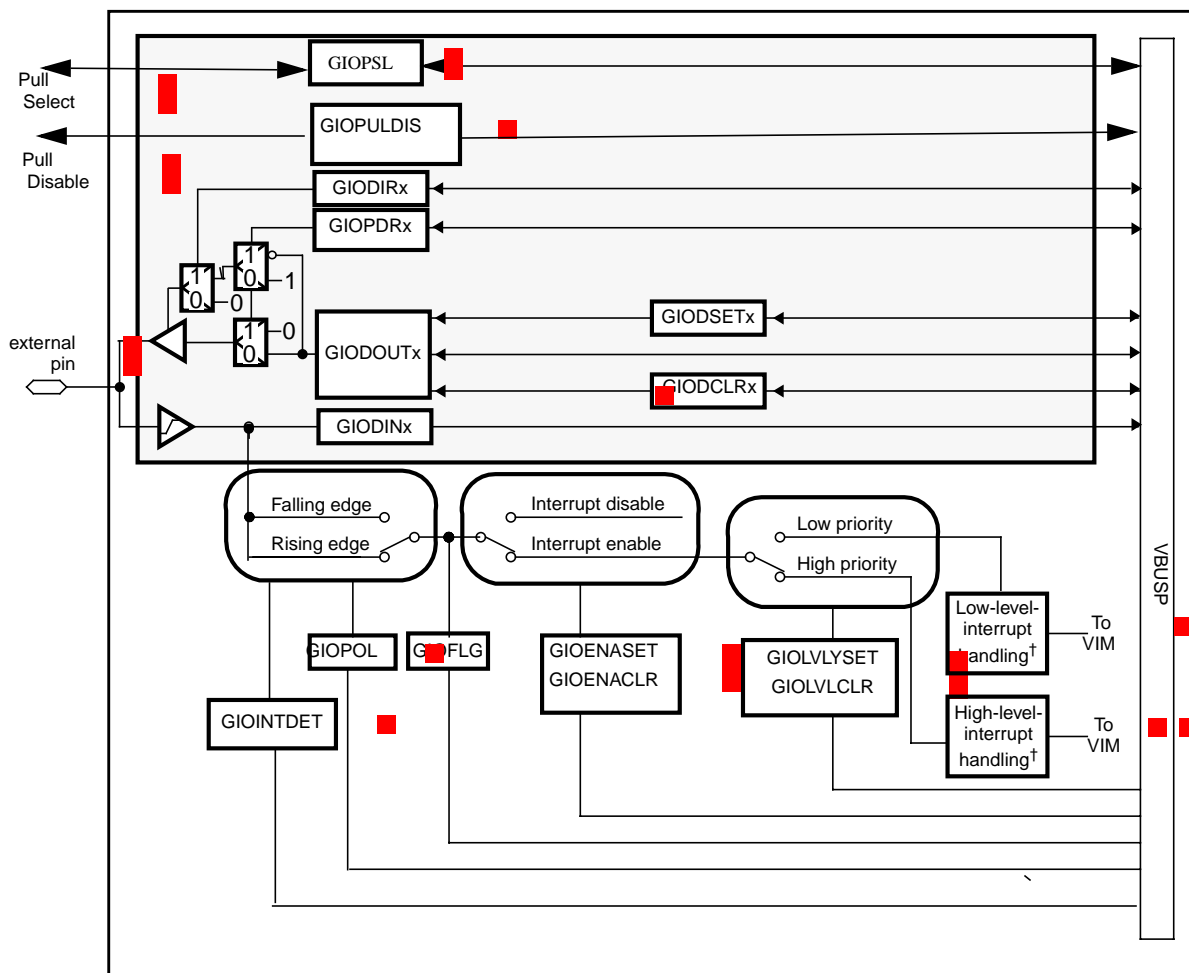 GIOPSL
Pull
Select
GIOPULDIS
Pull
Disable
GIODIRx
GIOPDRx
1
0
1
1
0
0
GIODSETx
1
0
0
GIODOUTx
external
pin
GIODCLRx
GIODINx
Falling edge
Rising edge
Interrupt disable
Interrupt enable
Low priority
High priority
VBUSP
Low-level-
interrupt
handling†
To
VIM
GIOPOL
GIOFLG
GIOENASET
GIOENACLR
GIOLVLYSET
GIOLVLCLR
GIOINTDET
High-level-
interrupt
handling†
To
VIM